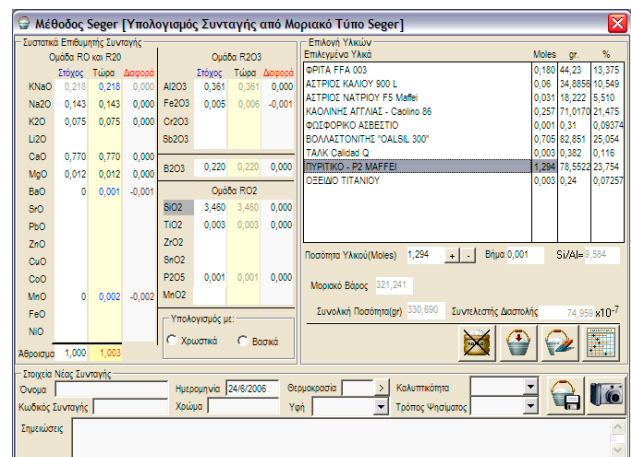 Μέθοδος Seger [Υπολογισμός Συνταγής από Μοριακό Τύπο Seger]
Συστατικά Επιθυμητής Συνταγής
Ομάδα RO και R2O
Στόχος Τώρα Διαφορά
KNaO 0,218 0,218 0,000
Na2O 0,143 0,143 0,000
K2O 0,075 0,075 0,000
Li2O
CaO 0,770 0,770 0,000
MgO 0,012 0,012 0,000
BaO 0 0,001 -0,001
SrO
PbO
ZnO
CuO
CoO
MnO 0 0,002 -0,002
FeO
NiO
Άθροισμα 1,000 1,003
Ομάδα R2O3
Στόχος Τώρα Διαφορά
Al2O3 0,361 0,361 0,000
Fe2O3 0,005 0,006 -0,001
Cr2O3
Sb2O3
B2O3 0,220 0,220 0,000
Ομάδα RO2
SiO2 3,460 3,460 0,000
TiO2 0,003 0,003 0,000
ZrO2
SnO2
P2O5 0,001 0,001 0,000
MnO2
Υπολογισμός με:
Χρωστικά Βασικά
Επιλογή Υλικών
Επιλεγμένα Υλικά Moles gr. %
ΦΡΙΤΑ FFA 003 0,180 44,23 13,375
ΑΣΤΡΙΟΣ ΚΑΛΙΟΥ 900 L 0,06 34,8856 10,549
ΑΣΤΡΙΟΣ ΝΑΤΡΙΟΥ F5 Maffei 0,031 18,222 5,510
ΚΑΟΛΙΝΗΣ ΑΓΓΛΙΑΣ - Caolino 86 0,257 71,0170 21,475
ΦΩΣΦΟΡΙΚΟ ΑΣΒΕΣΤΙΟ 0,001 0,31 0,09374
ΒΟΛΛΑΣΤΟΝΙΤΗΣ "OALSIL 300" 0,705 82,851 25,054
ΤΑΛΚ Calidad Q 0,003 0,382 0,116
ΠΥΡΙΤΙΚΟ - P2 MAFFEI 1,294 78,5522 23,754
ΟΞΕΙΔΙΟ ΤΙΤΑΝΙΟΥ 0,003 0,24 0,07257
Ποσότητα Υλικού(Moles) 1,294 + - Βήμα 0,001 Si/Al= 9,584
Μοριακό Βάρος 321,241
Συνολική Ποσότητα(gr) 330,690 Συντελεστής Διαστολής 74,959 x10-7
Στοιχεία Νέας Συνταγής
Όνομα Ημερομηνία 24/6/2006 Θερμοκρασία > Καλυπτικότητα
Κωδικός Συνταγής Χρώμα Υφή Τρόπος Ψησίματος
Σημειώσεις